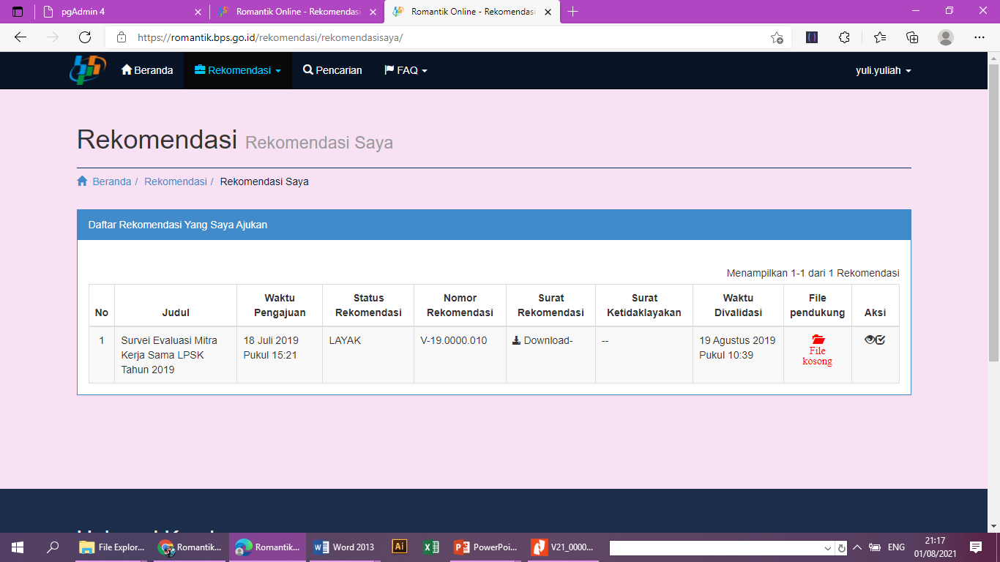 pgAdmin 4
Romantik Online - Rekomendasi
Romantik Online - Rekomendasi
https://romantik.bps.go.id/rekomendasi/rekomendasisaya/
Beranda
Rekomendasi
Pencarian
FAQ
yuli.yuliah
Rekomendasi Rekomendasi Saya
Beranda / Rekomendasi / Rekomendasi Saya
Daftar Rekomendasi Yang Saya Ajukan
Menampilkan 1-1 dari 1 Rekomendasi
No
Judul
Waktu
Pengajuan
Status
Rekomendasi
Nomor
Rekomendasi
Surat
Rekomendasi
Surat
Ketidaklayakan
Waktu
Divalidasi
File
pendukung
Aksi
1
Survei Evaluasi Mitra
Kerja Sama LPSK
Tahun 2019
18 Juli 2019
Pukul 15:21
LAYAK
V-19.0000.010
Download-
--
19 Agustus 2019
Pukul 10:39
File
kosong
File Explor...
Romantik...
Romantik...
Word 2013
Ai
PowerPoi...
V21_0000...
ENG
21:17
01/08/2021